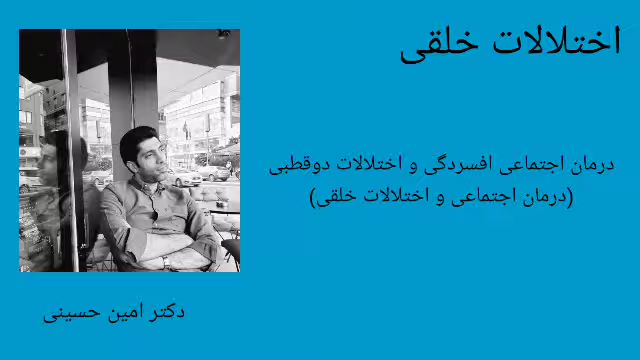 اختلالات خلقی
درمان اجتماعی افسردگی و اختلالات دوقطبی
(درمان اجتماعی و اختلالات خلقی)
دکتر امین حسینی